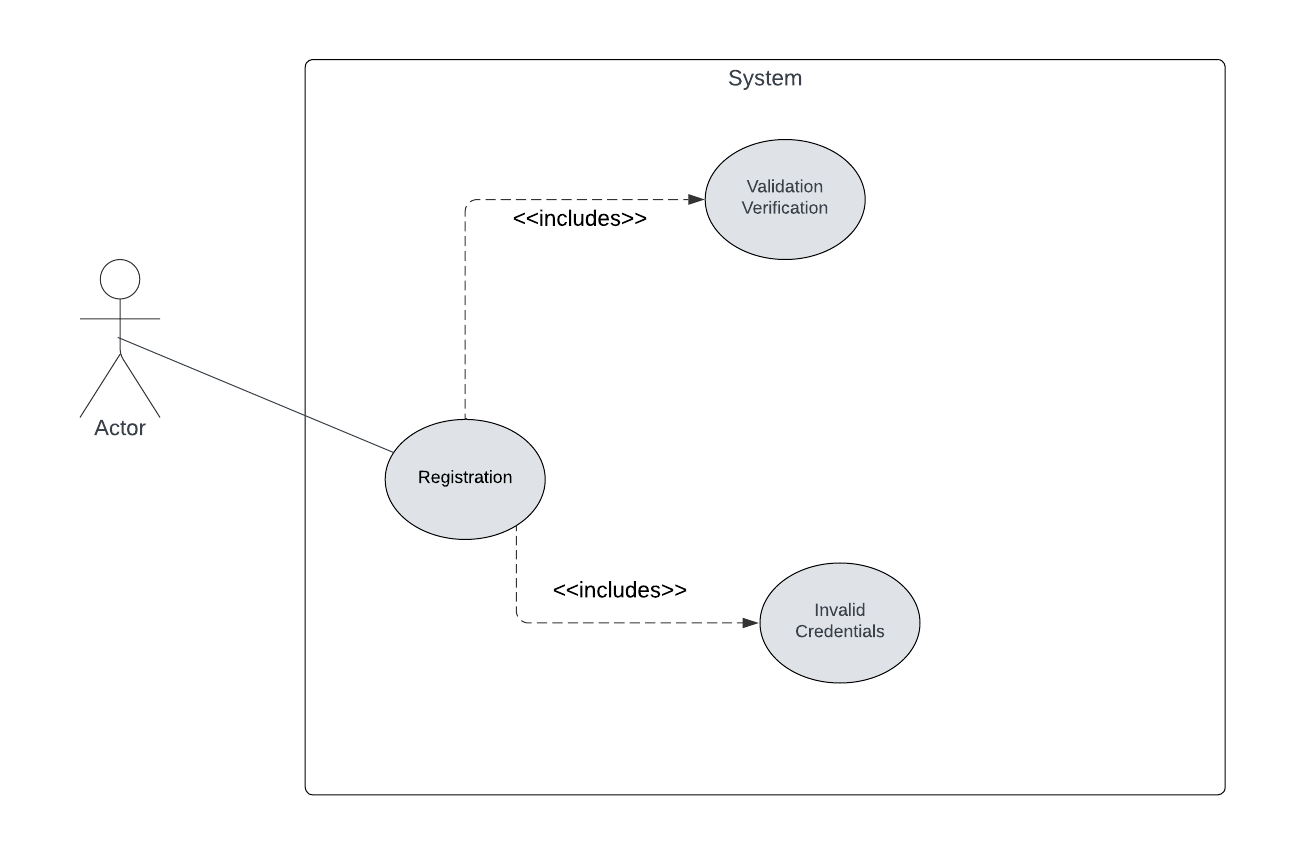 System
Validation
Verification
<<includes>>
Actor
Registration
<<includes>>
Invalid
Credentials